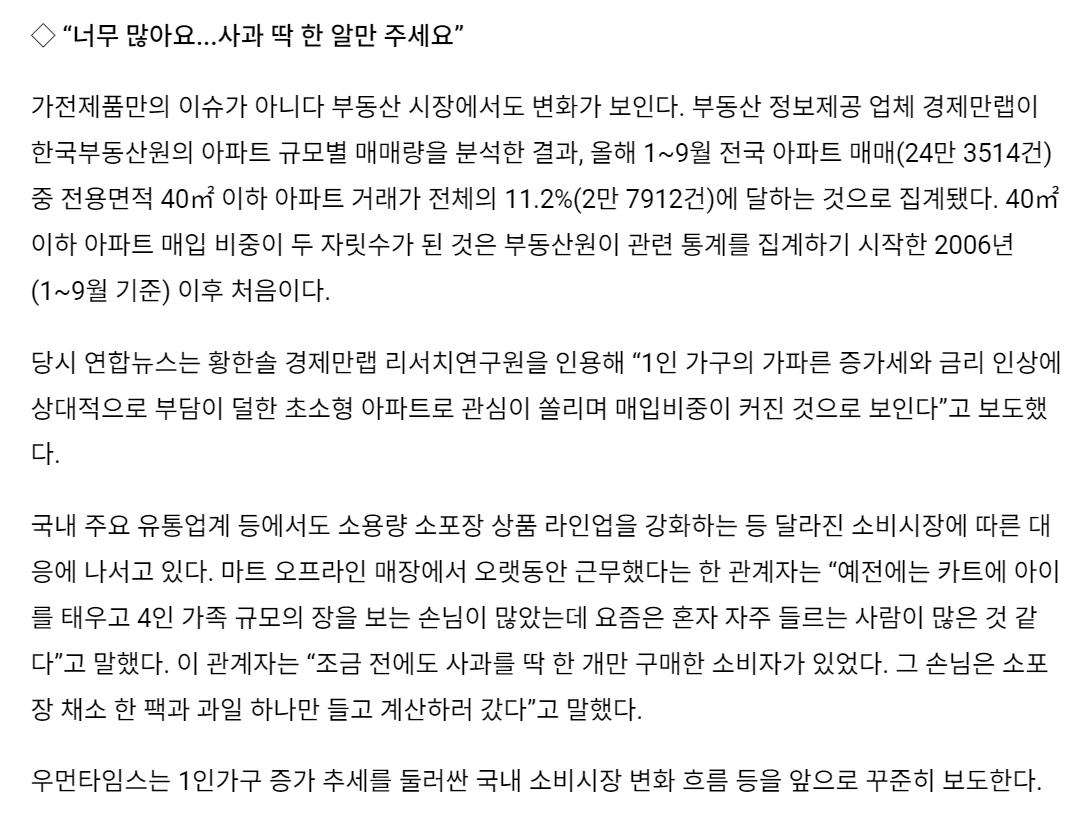 ◇ “너무 많아요...사과 딱 한 알만 주세요”
가전제품만의 이슈가 아니다 부동산 시장에서도 변화가 보인다. 부동산 정보제공 업체 경제만랩이
한국부동산원의 아파트 규모별 매매량을 분석한 결과, 올해 1~9월 전국 아파트 매매(24만 3514건)
중 전용면적 40㎡ 이하 아파트 거래가 전체의 11.2%(2만 7912건)에 달하는 것으로 집계됐다. 40㎡
이하 아파트 매입 비중이 두 자릿수가 된 것은 부동산원이 관련 통계를 집계하기 시작한 2006년
(1~9월 기준) 이후 처음이다.
당시 연합뉴스는 황한솔 경제만랩 리서치연구원을 인용해 “1인 가구의 가파른 증가세와 금리 인상에
상대적으로 부담이 덜한 초소형 아파트로 관심이 쏠리며 매입비중이 커진 것으로 보인다”고 보도했
다.
국내 주요 유통업계 등에서도 소용량 소포장 상품 라인업을 강화하는 등 달라진 소비시장에 따른 대
응에 나서고 있다. 마트 오프라인 매장에서 오랫동안 근무했다는 한 관계자는 “예전에는 카트에 아이
를 태우고 4인 가족 규모의 장을 보는 손님이 많았는데 요즘은 혼자 자주 들르는 사람이 많은 것 같
다”고 말했다. 이 관계자는 “조금 전에도 사과를 딱 한 개만 구매한 소비자가 있었다. 그 손님은 소포
장 채소 한 팩과 과일 하나만 들고 계산하러 갔다”고 말했다.
우먼타임스는 1인가구 증가 추세를 둘러싼 국내 소비시장 변화 흐름 등을 앞으로 꾸준히 보도한다.